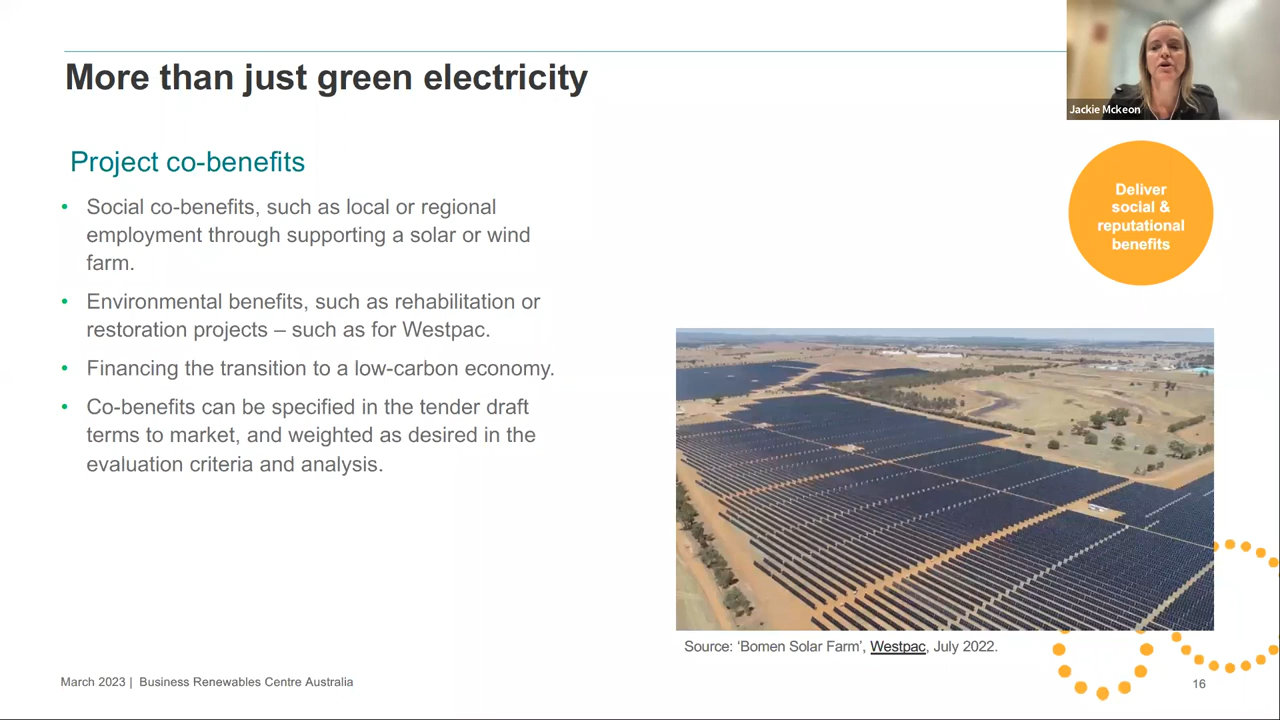 More than just green electricity
Jackie Mckeon
Project co-benefits
• Social co-benefits, such as local or regional
employment through supporting a solar or wind
farm.
• Environmental benefits, such as rehabilitation or
restoration projects – such as for Westpac.
• Financing the transition to a low-carbon economy.
• Co-benefits can be specified in the tender draft
terms to market, and weighted as desired in the
evaluation criteria and analysis.
Deliver
social &
reputational
benefits
Source: ‘Bomen Solar Farm’, Westpac, July 2022.
March 2023 | Business Renewables Centre Australia
16